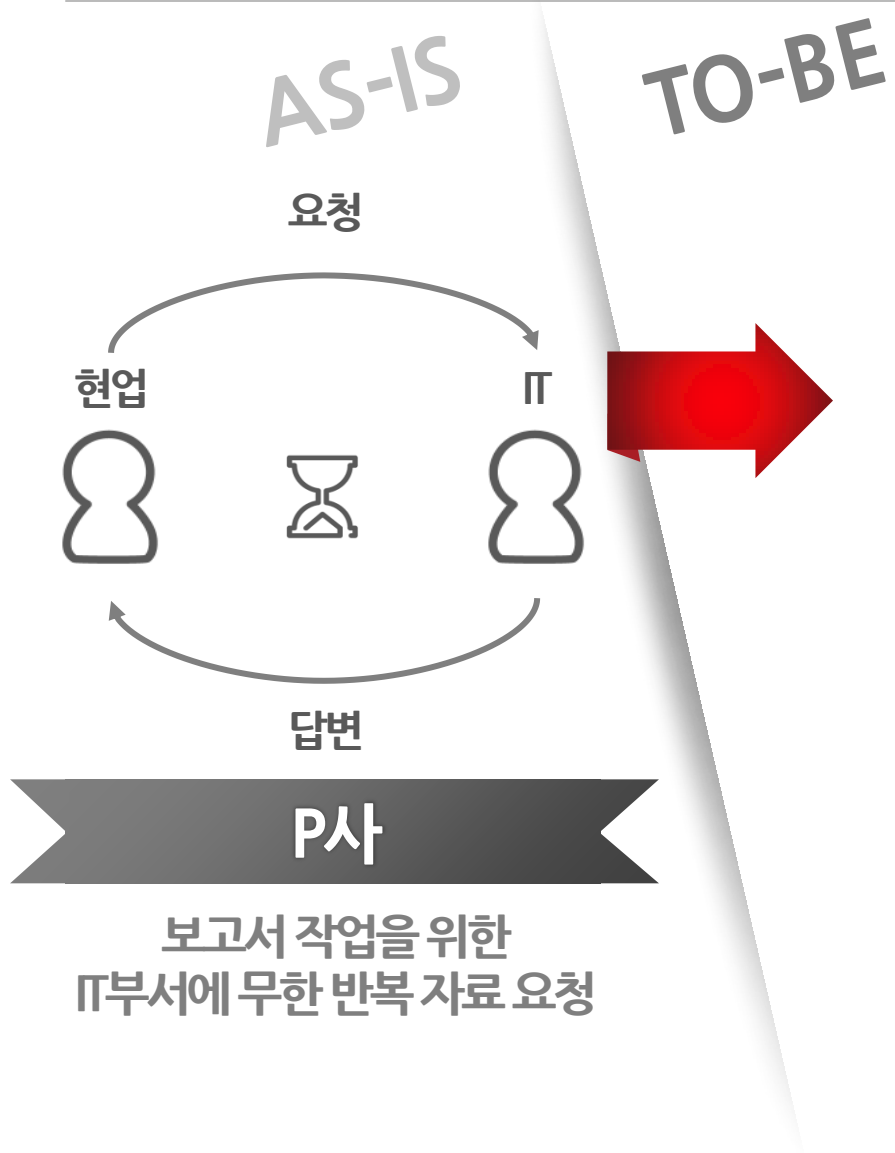 AS-IS
TO-BE
요청
현업
IT
답변
P사
보고서 작업을 위한
IT부서에 무한 반복 자료 요청